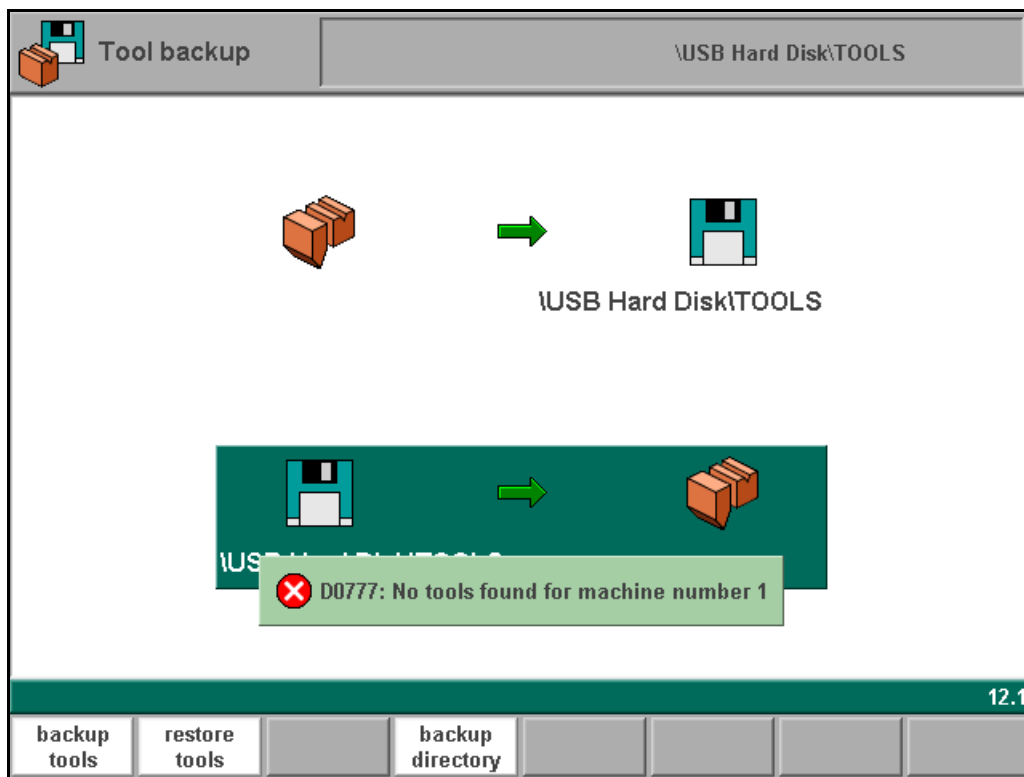 Tool backup
\USB Hard Disk\TOOLS
\USB Hard Disk\TOOLS
\US
D0777: No tools found for machine number 1
12.1
backup
tools
restore
tools
backup
directory